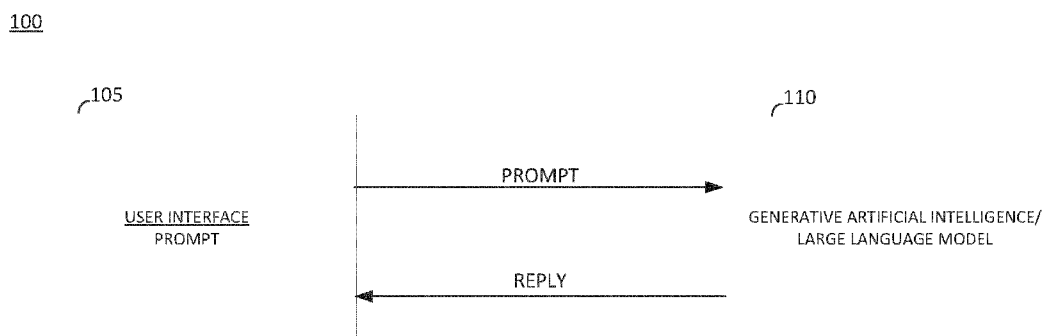 100
105
110
PROMPT
USER INTERFACE
PROMPT
GENERATIVE ARTIFICIAL INTELLIGENCE/
LARGE LANGUAGE MODEL
REPLY